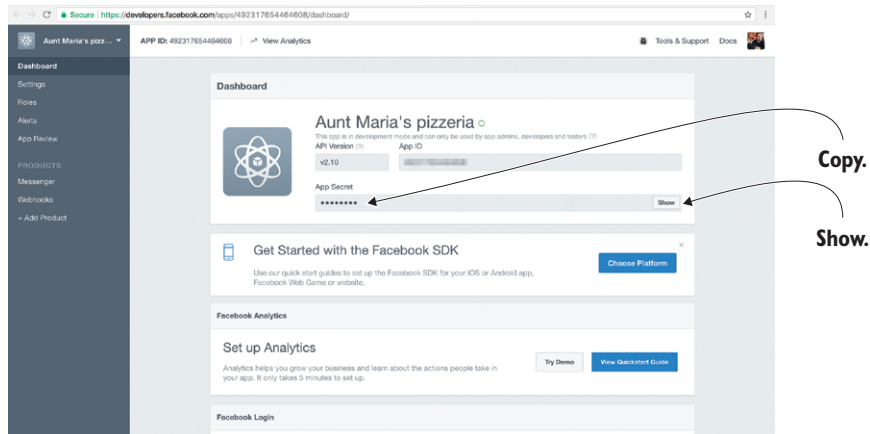 Secure https://developers.facebook.com/apps/492317654464608/dashboard/
Aunt Maria's pizz...
APP ID: 492317654464608
View Analytics
Tools & Support
Docs
Dashboard
Settings
Roles
Alerts
App Review
PRODUCTS
Messenger
Webhooks
+ Add Product
Dashboard
Aunt Maria's pizzeria
This app is in development mode and can only be used by app admins, developers and testers [?]
API Version [?]
App ID
v2.10
App Secret
●●●●●●●●
Show
Copy.
Show.
Get Started with the Facebook SDK
Use our quick start guides to set up the Facebook SDK for your iOS or Android app,
Facebook Web Game or website.
Choose Platform
Facebook Analytics
Set up Analytics
Analytics helps you grow your business and learn about the actions people take in
your app. It only takes 5 minutes to set up.
Try Demo
View Quickstart Guide
Facebook Login